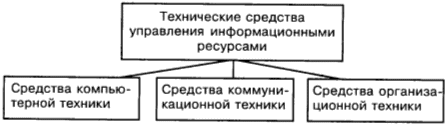 Технические средства
управления информационными
ресурсами
Средства компью-
терной техники
Средства коммуни-
кационной техники
Средства организа-
ционной техники